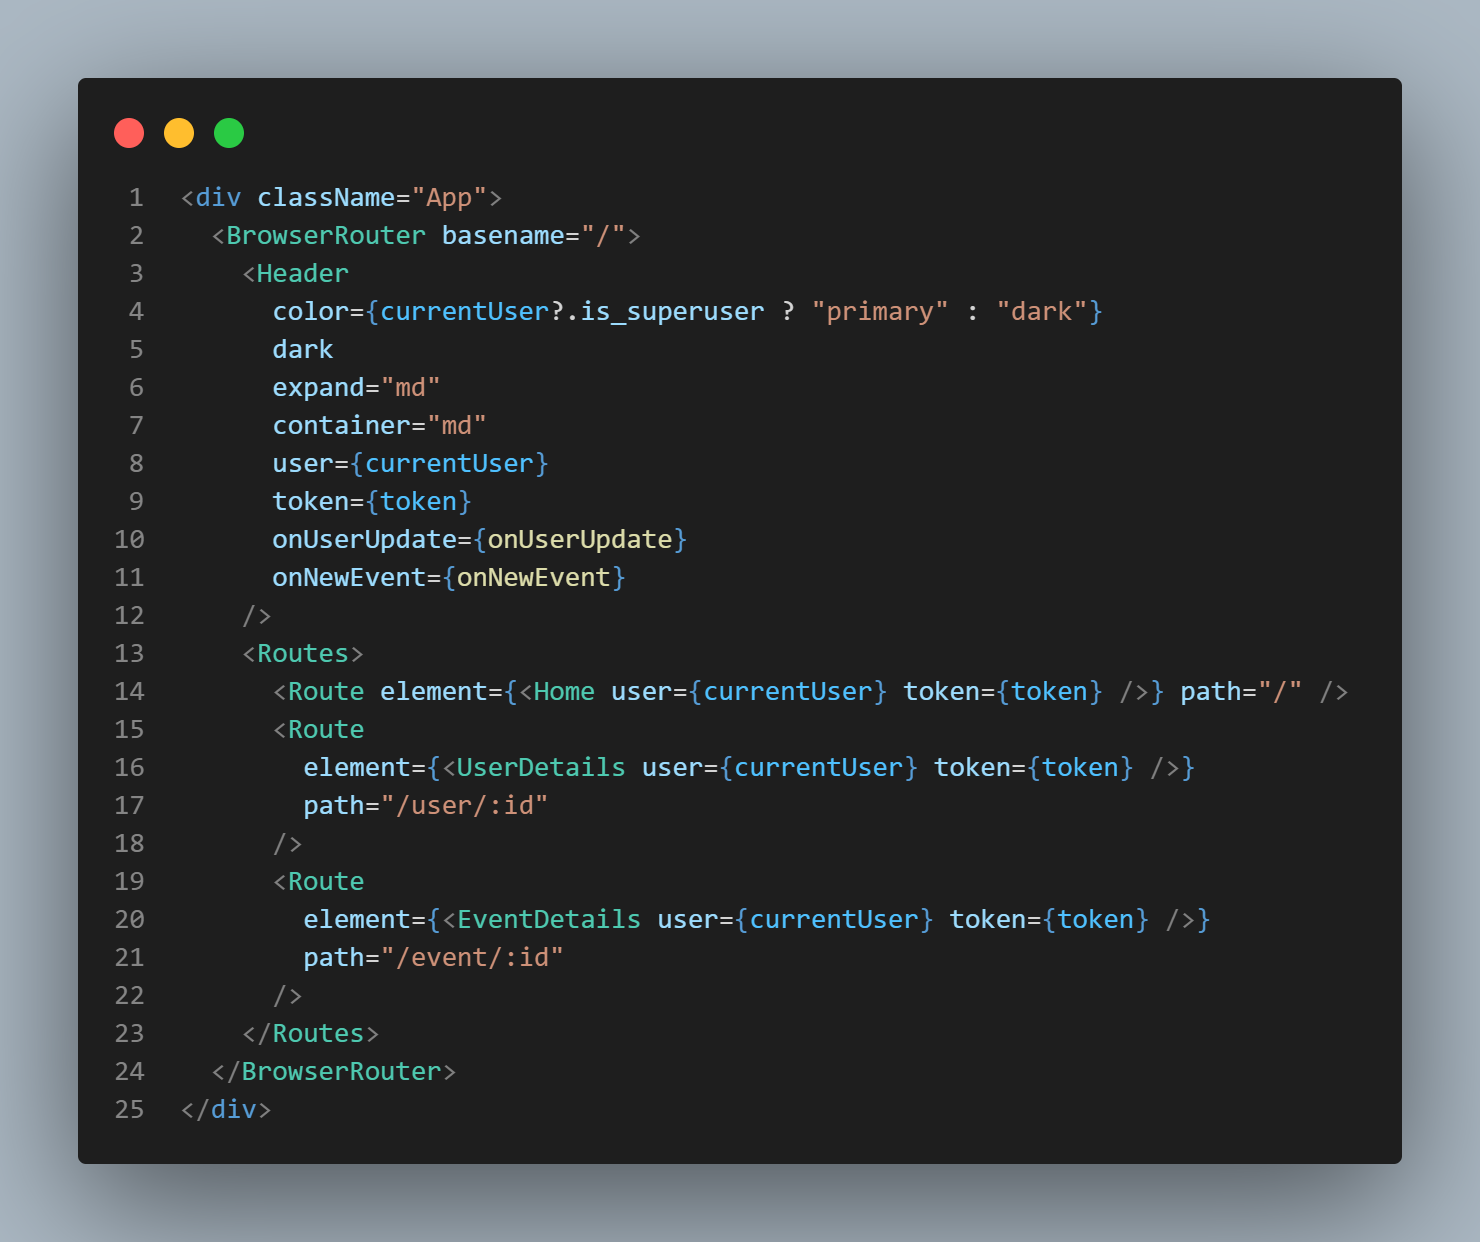 1 <div className="App">
2   <BrowserRouter basename="/">
3     <Header
4       color={currentUser?.is_superuser ? "primary" : "dark"}
5       dark
6       expand="md"
7       container="md"
8       user={currentUser}
9       token={token}
10       onUserUpdate={onUserUpdate}
11       onNewEvent={onNewEvent}
12     />
13     <Routes>
14       <Route element={<Home user={currentUser} token={token} />} path="/" />
15       <Route
16         element={<UserDetails user={currentUser} token={token} />}
17         path="/user/:id"
18       />
19       <Route
20         element={<EventDetails user={currentUser} token={token} />}
21         path="/event/:id"
22       />
23     </Routes>
24   </BrowserRouter>
25 </div>